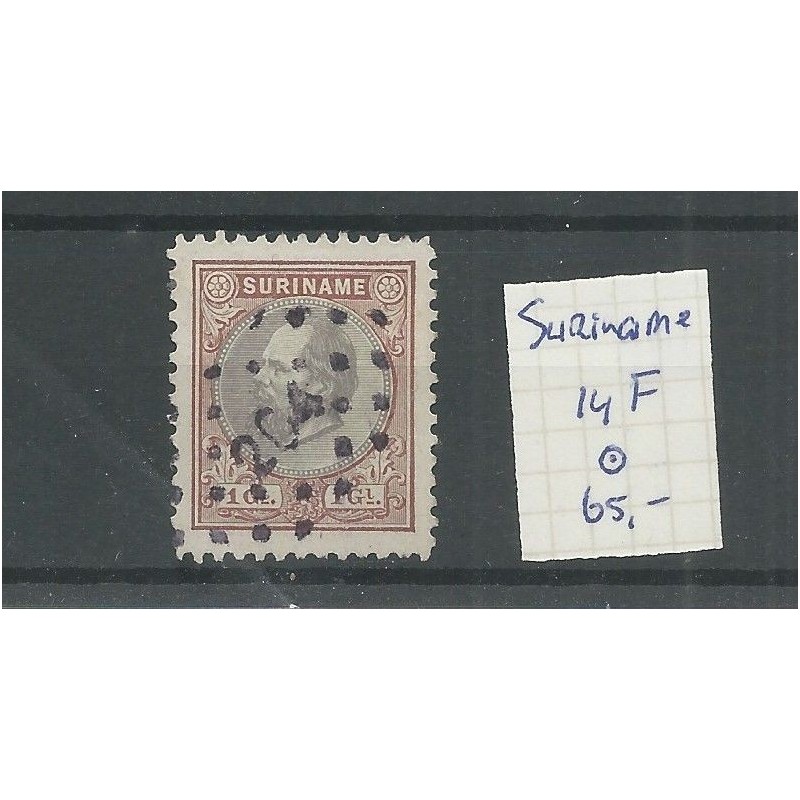 SURINAME
1 GL. 1 GL.
Suriname
14 F
65,-